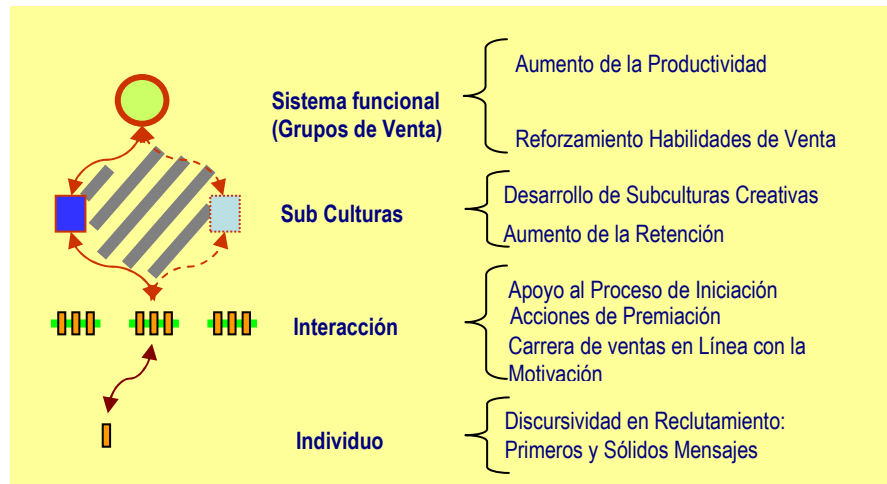 Sistema funcional
(Grupos de Venta)
Aumento de la Productividad
Reforzamiento Habilidades de Venta
Sub Culturas
Desarrollo de Subculturas Creativas
Aumento de la Retención
Interacción
Apoyo al Proceso de Iniciación
Acciones de Premiación
Carrera de ventas en Línea con la
Motivación
Individuo
Discursividad en Reclutamiento:
Primeros y Sólidos Mensajes